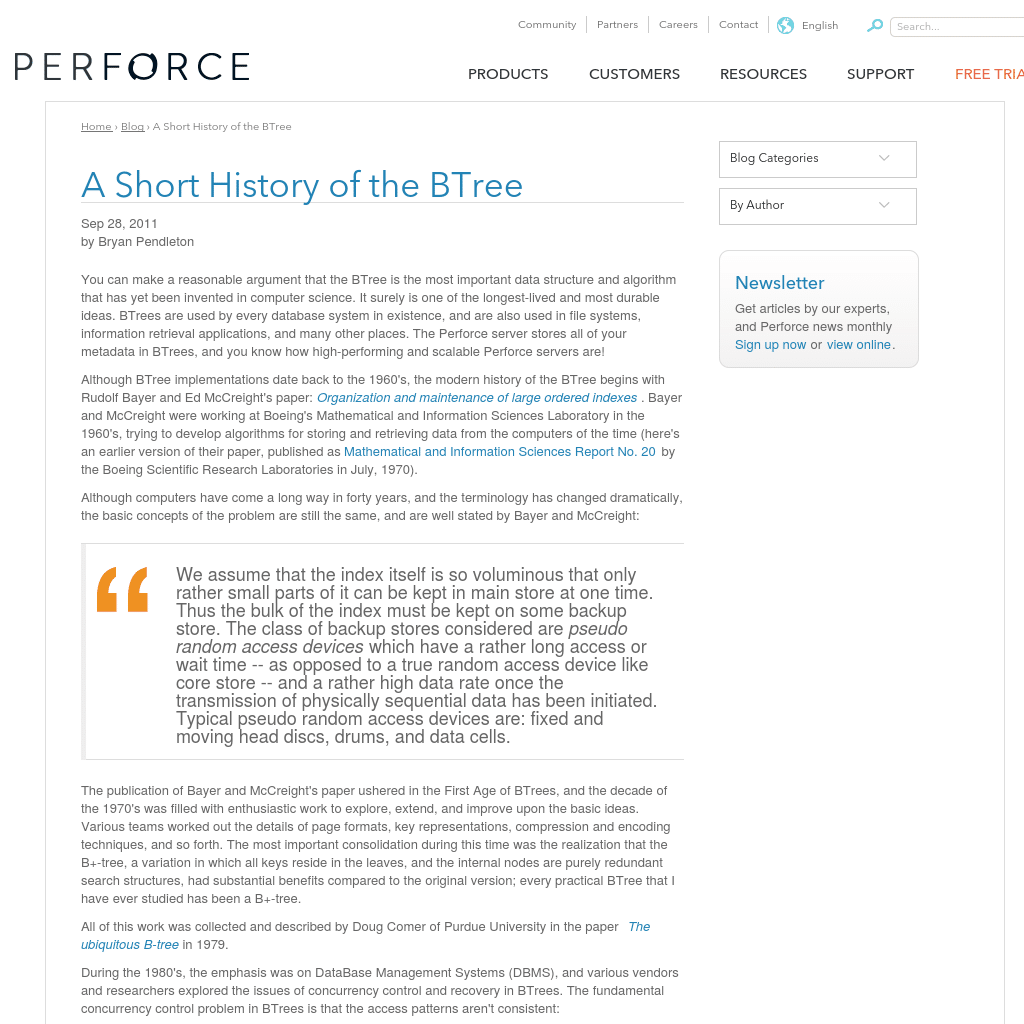 Community Partners Careers Contact English Search...
PERFORCE
PRODUCTS CUSTOMERS RESOURCES SUPPORT FREE TRIA
Home › Blog › A Short History of the BTree
A Short History of the BTree
Sep 28, 2011
by Bryan Pendleton
You can make a reasonable argument that the BTree is the most important data structure and algorithm
that has yet been invented in computer science. It surely is one of the longest-lived and most durable
ideas. BTrees are used by every database system in existence, and are also used in file systems,
information retrieval applications, and many other places. The Perforce server stores all of your
metadata in BTrees, and you know how high-performing and scalable Perforce servers are!
Although BTree implementations date back to the 1960's, the modern history of the BTree begins with
Rudolf Bayer and Ed McCreight's paper: Organization and maintenance of large ordered indexes . Bayer
and McCreight were working at Boeing's Mathematical and Information Sciences Laboratory in the
1960's, trying to develop algorithms for storing and retrieving data from the computers of the time (here's
an earlier version of their paper, published as Mathematical and Information Sciences Report No. 20 by
the Boeing Scientific Research Laboratories in July, 1970).
Although computers have come a long way in forty years, and the terminology has changed dramatically,
the basic concepts of the problem are still the same, and are well stated by Bayer and McCreight:
“
We assume that the index itself is so voluminous that only
rather small parts of it can be kept in main store at one time.
Thus the bulk of the index must be kept on some backup
store. The class of backup stores considered are pseudo
random access devices which have a rather long access or
wait time -- as opposed to a true random access device like
core store -- and a rather high data rate once the
transmission of physically sequential data has been initiated.
Typical pseudo random access devices are: fixed and
moving head discs, drums, and data cells.
The publication of Bayer and McCreight's paper ushered in the First Age of BTrees, and the decade of
the 1970's was filled with enthusiastic work to explore, extend, and improve upon the basic ideas.
Various teams worked out the details of page formats, key representations, compression and encoding
techniques, and so forth. The most important consolidation during this time was the realization that the
B+-tree, a variation in which all keys reside in the leaves, and the internal nodes are purely redundant
search structures, had substantial benefits compared to the original version; every practical BTree that I
have ever studied has been a B+-tree.
All of this work was collected and described by Doug Comer of Purdue University in the paper The
ubiquitous B-tree in 1979.
During the 1980's, the emphasis was on DataBase Management Systems (DBMS), and various vendors
and researchers explored the issues of concurrency control and recovery in BTrees. The fundamental
concurrency control problem in BTrees is that the access patterns aren't consistent:
Blog Categories
By Author
Newsletter
Get articles by our experts,
and Perforce news monthly
Sign up now or view online.